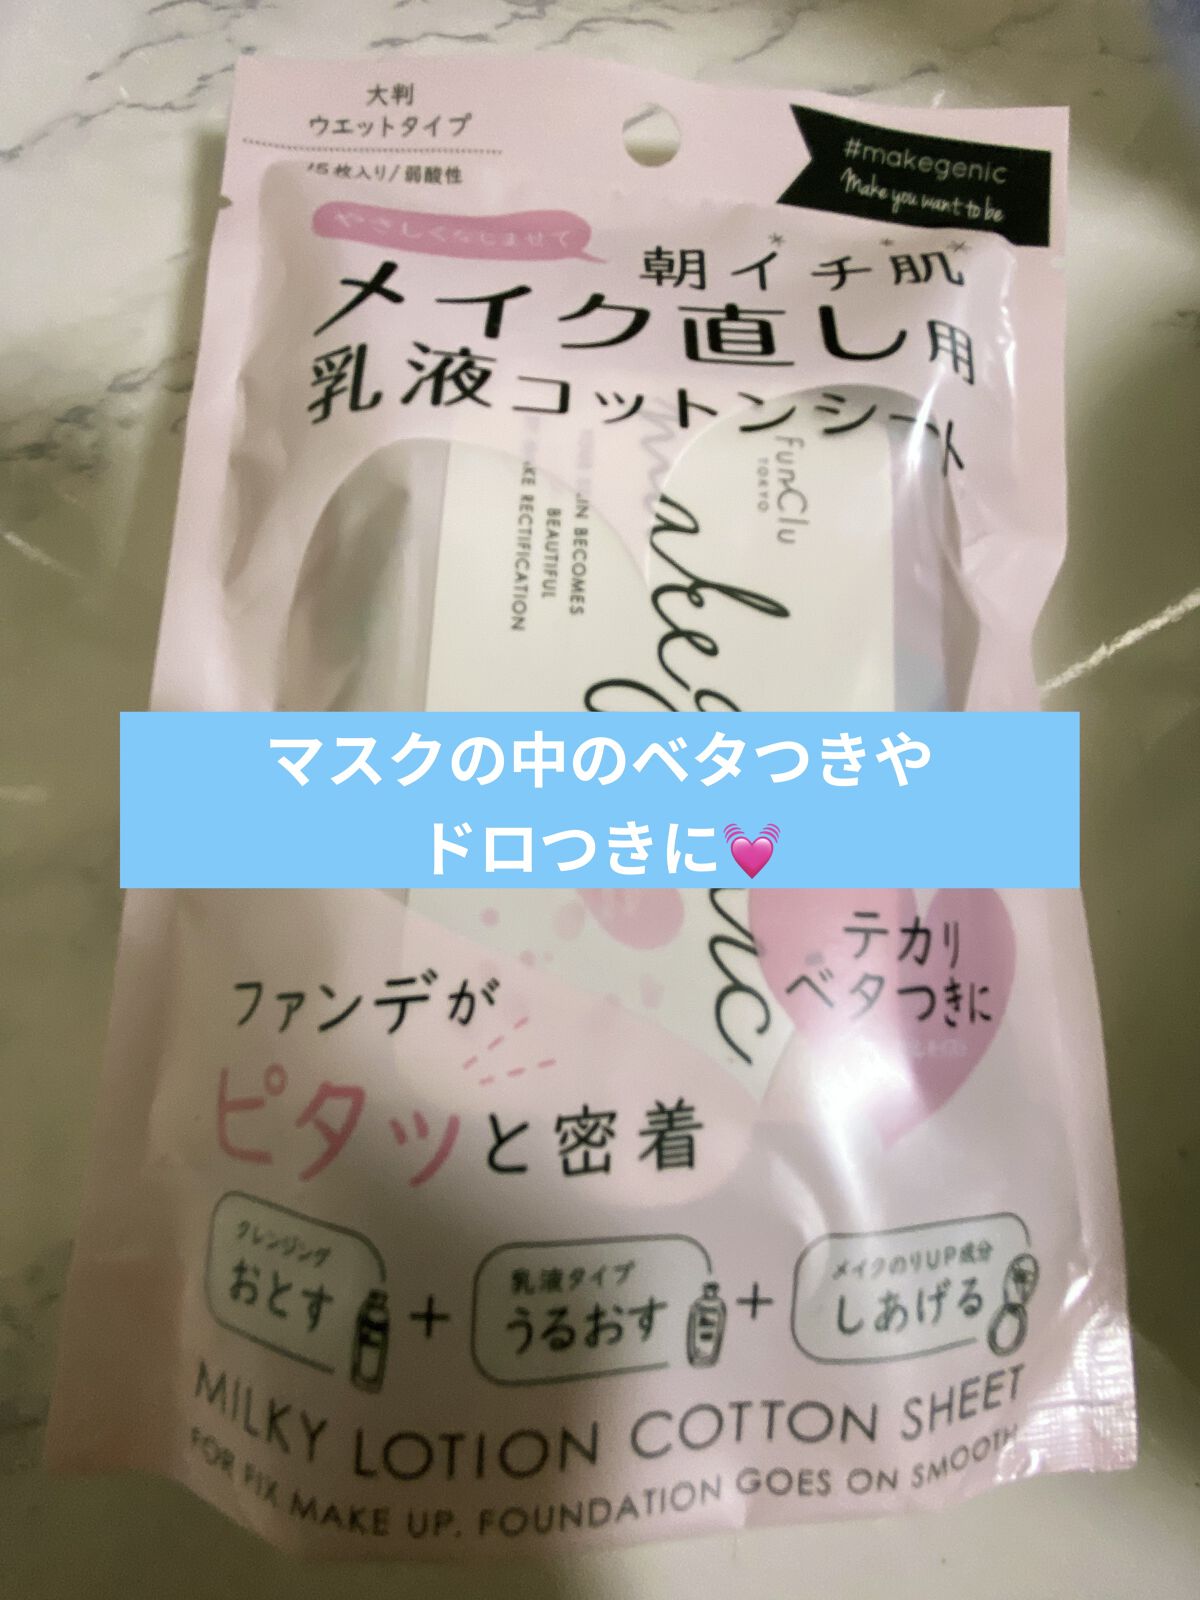 大判
ウエットタイプ
15枚入り/弱酸性
#makegenic
Make you want to be
やさしくなじませて
朝イチ肌
メイク直し用
乳液コットンシート
FunClu
TOKYO
SKIN BECOMES
BEAUTIFUL
RECTIFICATION
マスクの中のベタつきや
ドロつきに💓
テカリ
ベタつきに
ファンデが
ピタッと密着
クレンジング
おとす
+
乳液タイプ
うるおす
+
メイクのりUP成分
しあげる
MILKY LOTION COTTON SHEET
FOR FIX MAKE UP. FOUNDATION GOES ON SMOOTH